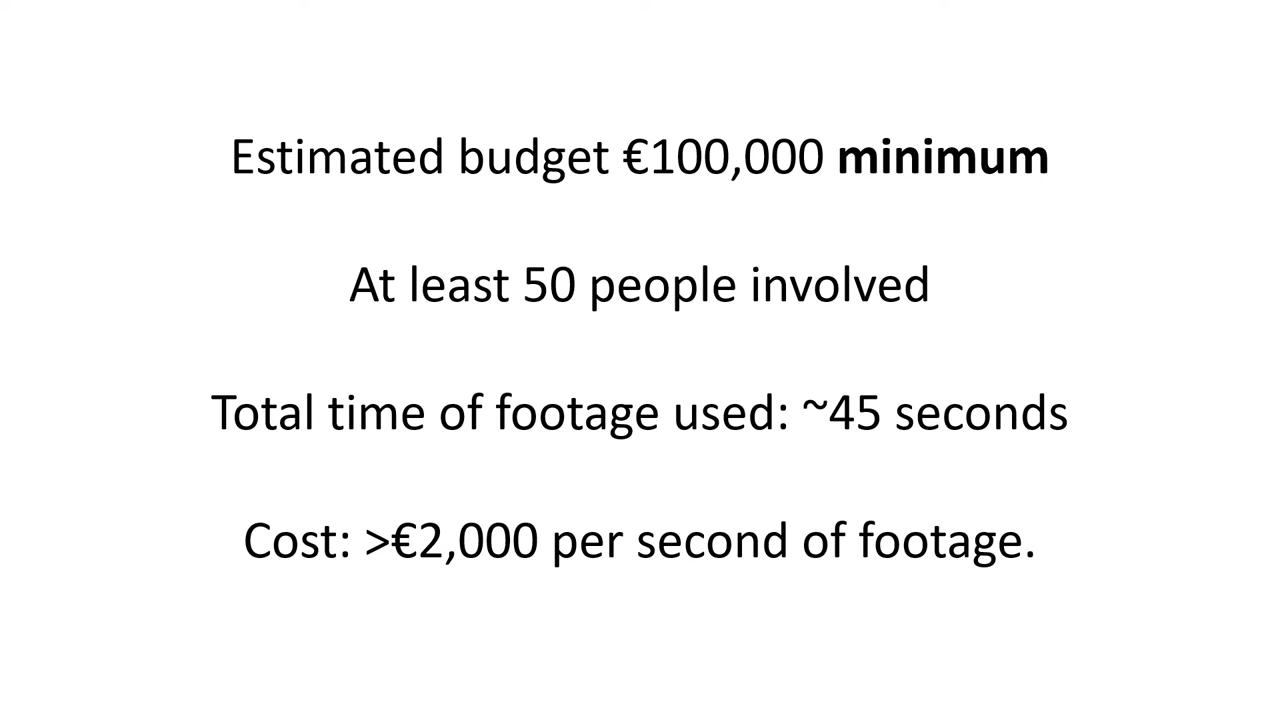 Estimated budget €100,000 minimum
At least 50 people involved
Total time of footage used: ~45 seconds
Cost: >€2,000 per second of footage.